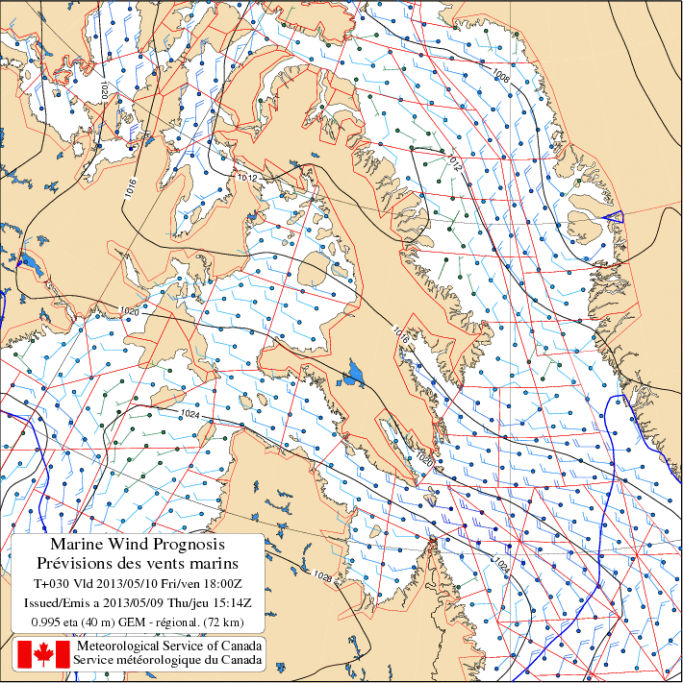 1008
1020
1012
1016
1012
1020
1016
1024
1020
1024
1028
Marine Wind Prognosis
Prévisions des vents marins
T+030 Vld 2013/05/10 Fri/ven 18:00Z
Issued/Emis a 2013/05/09 Thu/jeu 15:14Z
0.995 eta (40 m) GEM - régional. (72 km)
Meteorological Service of Canada
Service météorologique du Canada